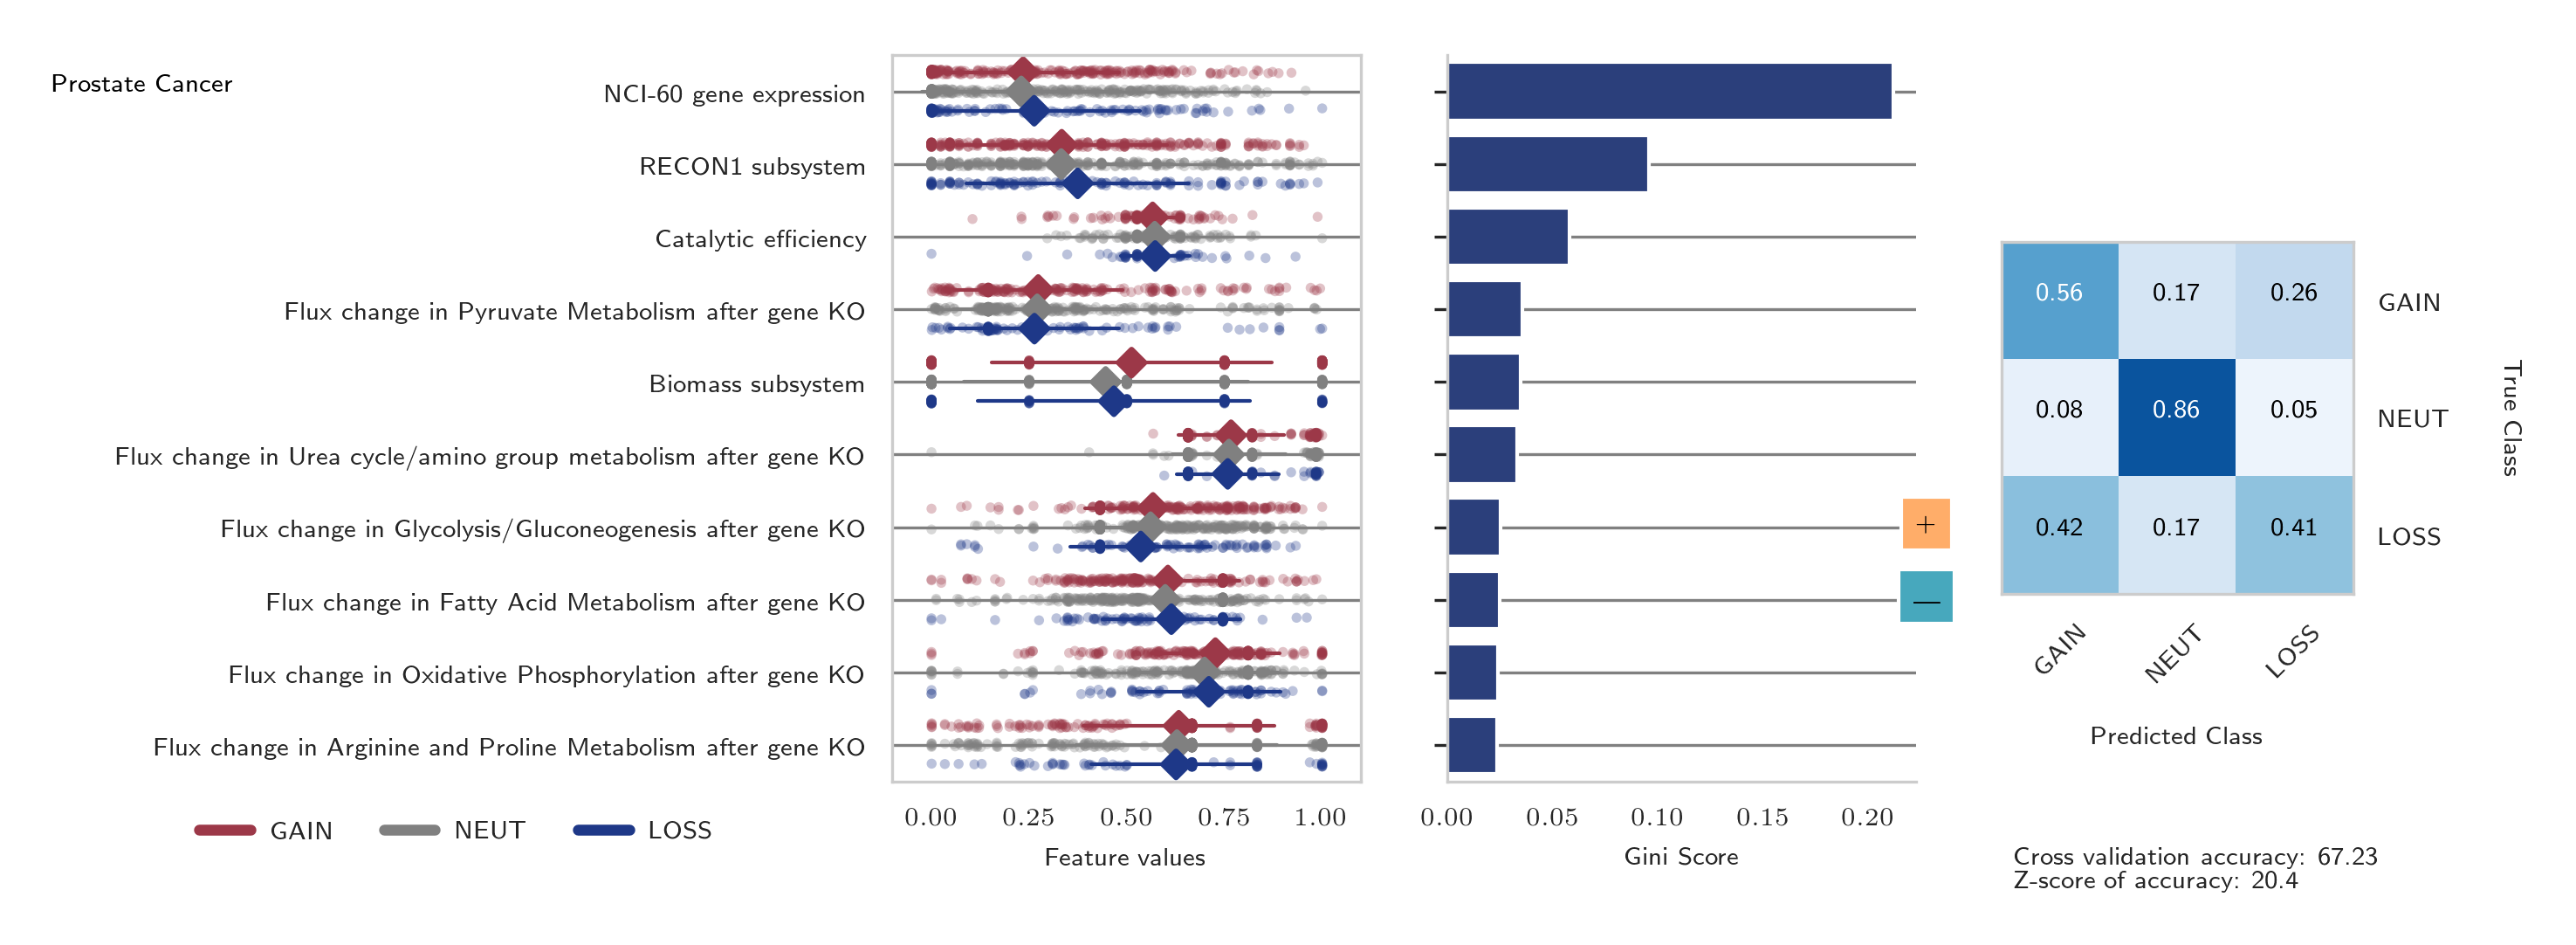 Prostate Cancer
NCI-60 gene expression
RECON1 subsystem
Catalytic efficiency
Flux change in Pyruvate Metabolism after gene KO
Biomass subsystem
Flux change in Urea cycle/amino group metabolism after gene KO
Flux change in Glycolysis/Gluconeogenesis after gene KO
Flux change in Fatty Acid Metabolism after gene KO
Flux change in Oxidative Phosphorylation after gene KO
Flux change in Arginine and Proline Metabolism after gene KO
GAIN NEUT LOSS
0.00 0.25 0.50 0.75 1.00
Feature values
0.00 0.05 0.10 0.15 0.20
Gini Score
+
—
0.56 0.17 0.26 GAIN
0.08 0.86 0.05 NEUT
0.42 0.17 0.41 LOSS
True Class
GAIN NEUT LOSS
Predicted Class
Cross validation accuracy: 67.23
Z-score of accuracy: 20.4